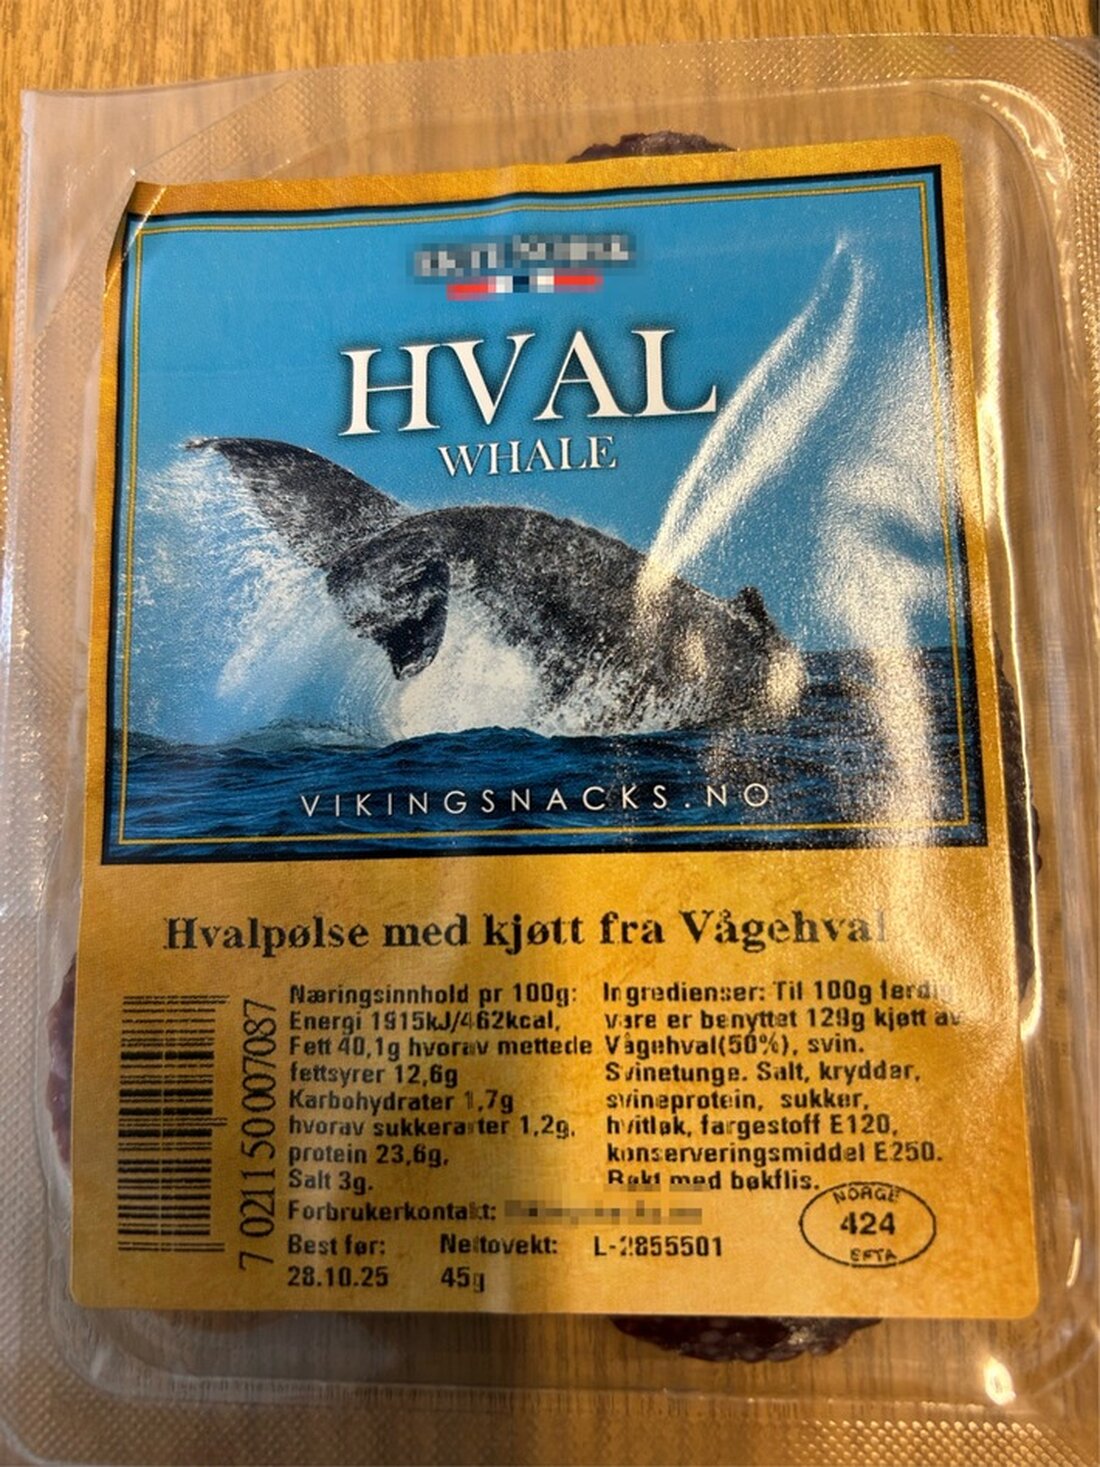 HVAL
WHALE
VIKINGSNACKS.NO
Hvalpølse med kjøtt fra Vågehval
Næringsinnhold pr 100g:
Energi 1915kJ/462kcal,
Fett 40,1g hvorav mettede
fettsyrer 12,6g
Karbohydrater 1,7g
hvorav sukkerarter 1,2g,
protein 23,6g,
Salt 3g.
Forbrukerkontakt:
Best før:
28.10.25
Nettovekt:
45g
L-2855501
Ingredienser: Til 100g ferdig
vare er benyttet 129g kjøtt av
Vågehval(50%), svin.
Svinetunge. Salt, krydder,
svineprotein, sukker,
hvitløk, fargestoff E120,
konserveringsmiddel E250.
Røkt med bøkflis.
NORGE
424
EFTA
7 021150 007087